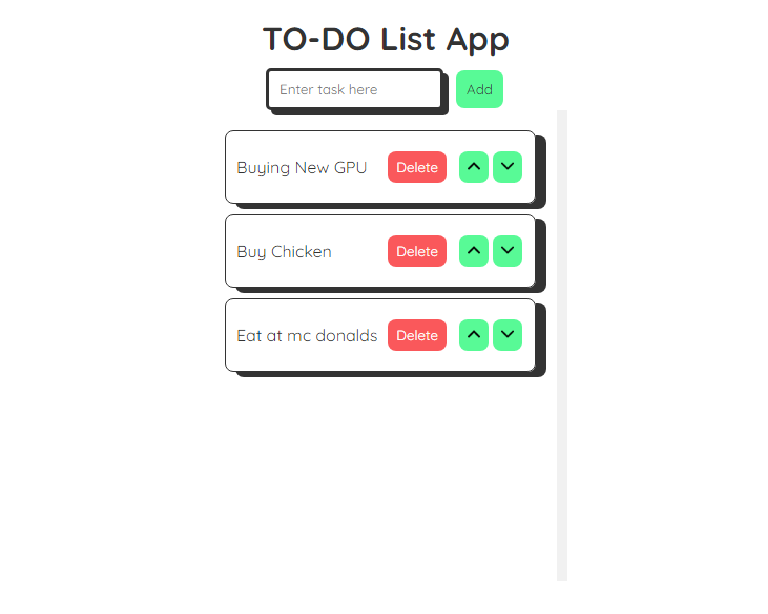 TO-DO List App
Enter task here Add
Buying New GPU Delete
Buy Chicken Delete
Eat at mc donalds Delete